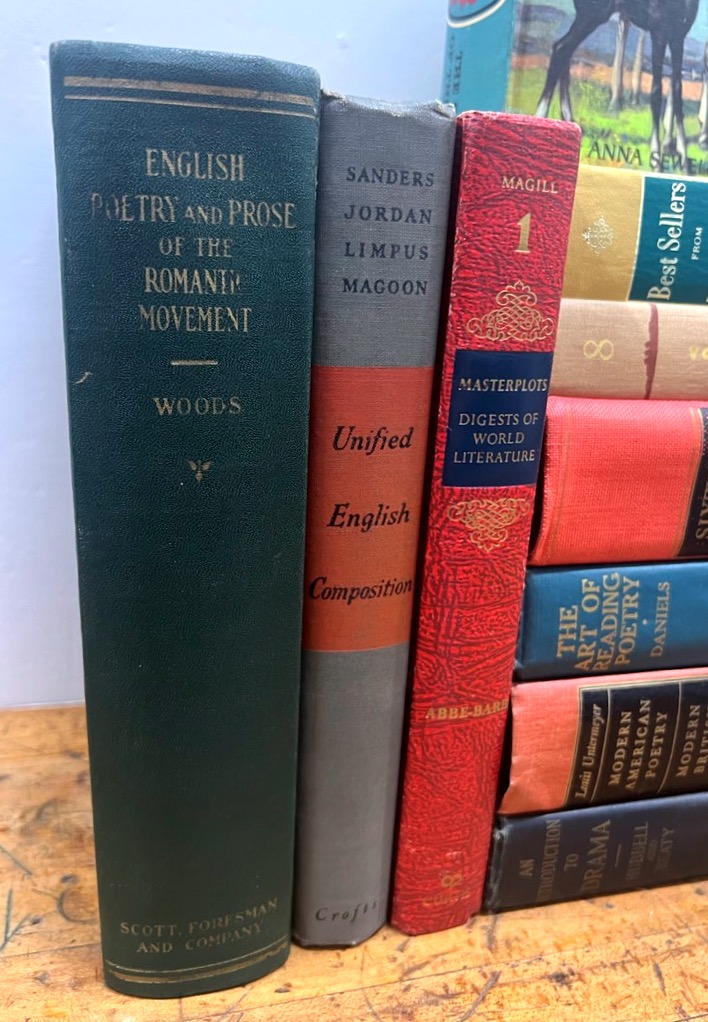 ENGLISH
POETRY AND PROSE
OF THE
ROMANTIC
MOVEMENT
WOODS
SCOTT, FORESMAN
AND COMPANY
SANDERS
JORDAN
LIMPUS
MAGOON
Unified
English
Composition
Crofts
MAGILL
1
MASTERPLOTS
DIGESTS OF
WORLD
LITERATURE
ABBE-BARB
ANNA SEWELL
Best Sellers
FROM
8
THE
ART OF
READING
POETRY
DANIELS
Louis Untermeyer
MODERN
AMERICAN
POETRY
MODERN
AN
INTRODUCTION
TO
DRAMA